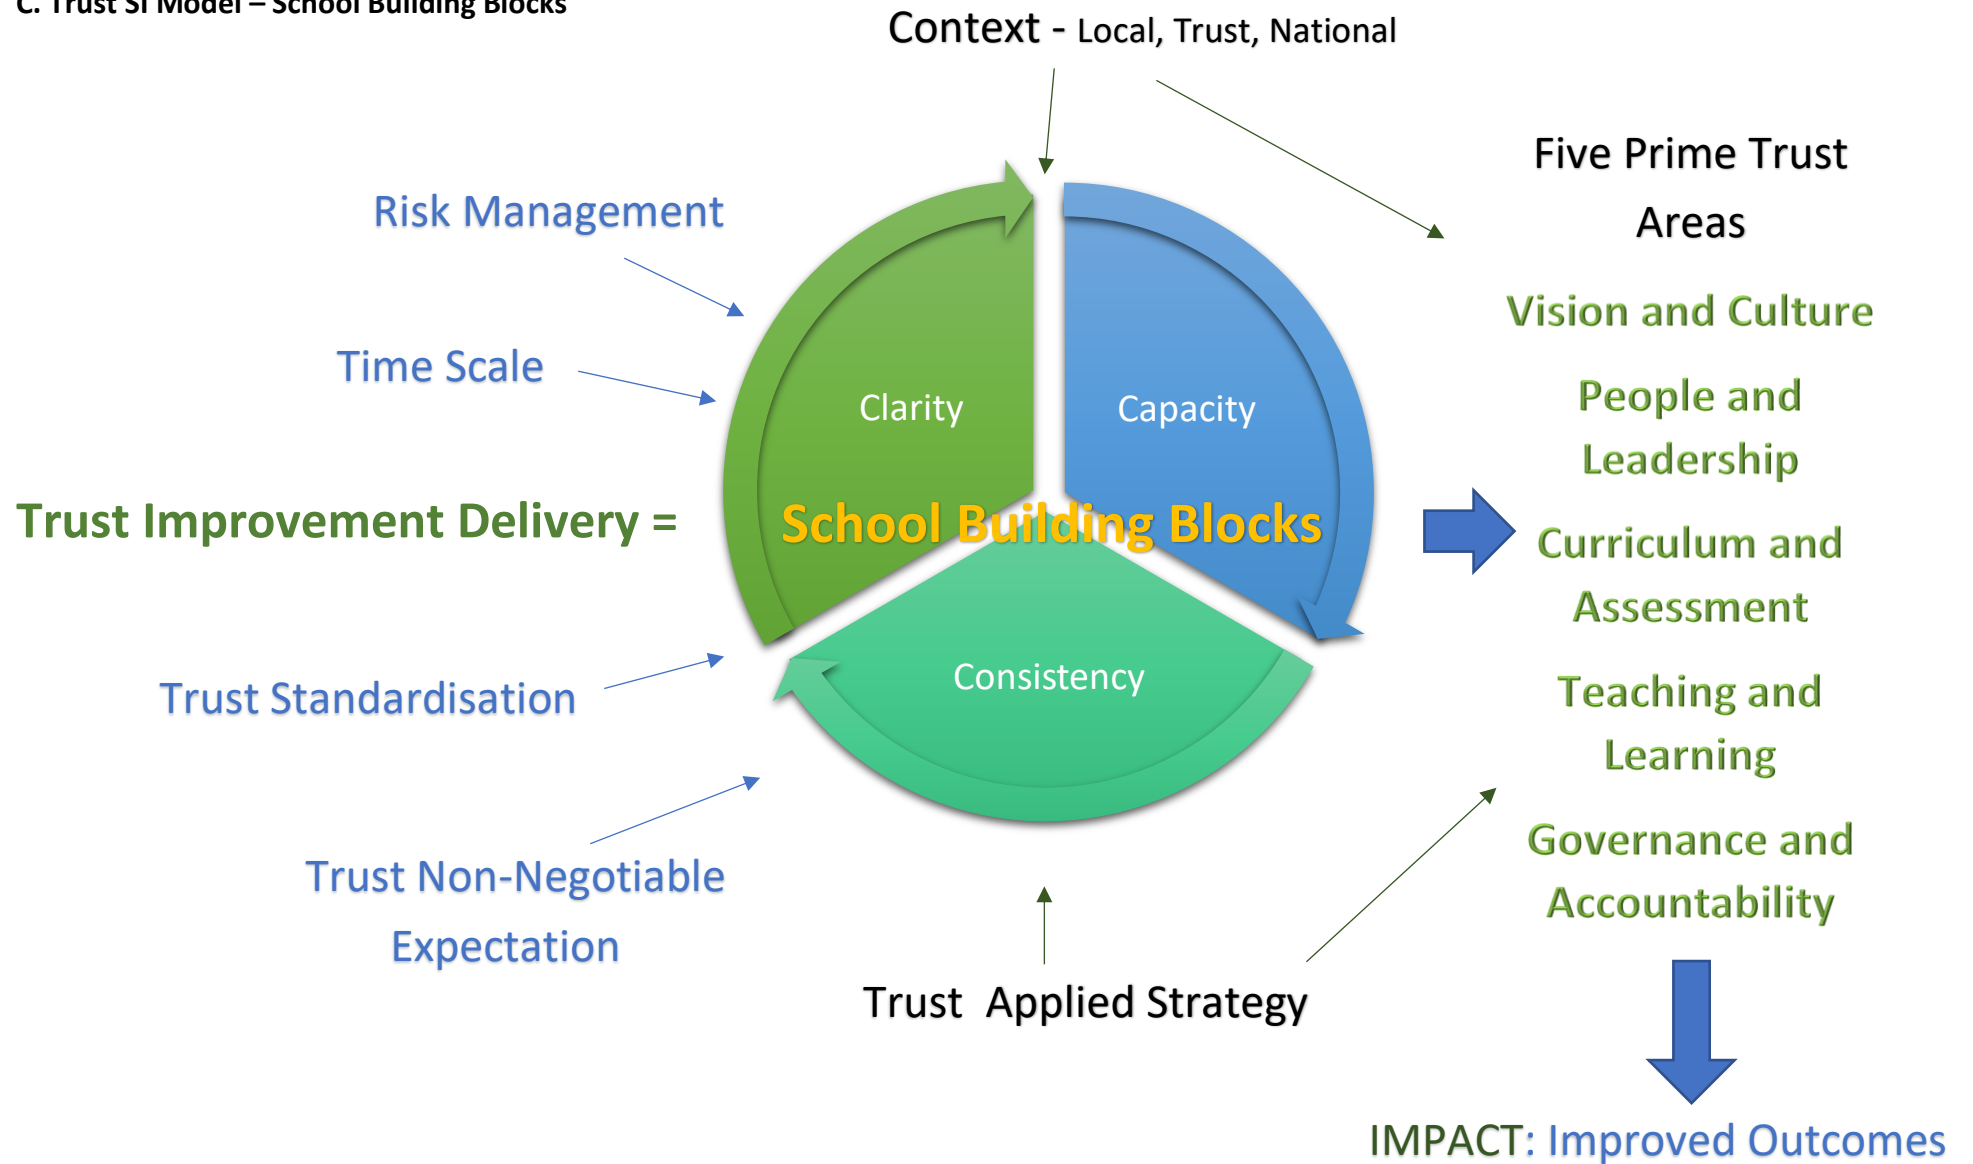 C. Trust SI Model – School Building Blocks
Context - Local, Trust, National
Risk Management
Time Scale
Trust Improvement Delivery =
Trust Standardisation
Trust Non-Negotiable
Expectation
Clarity
Capacity
School Building Blocks
Consistency
Trust  Applied Strategy
Five Prime Trust
Areas
Vision and Culture
People and
Leadership
Curriculum and
Assessment
Teaching and
Learning
Governance and
Accountability
IMPACT: Improved Outcomes